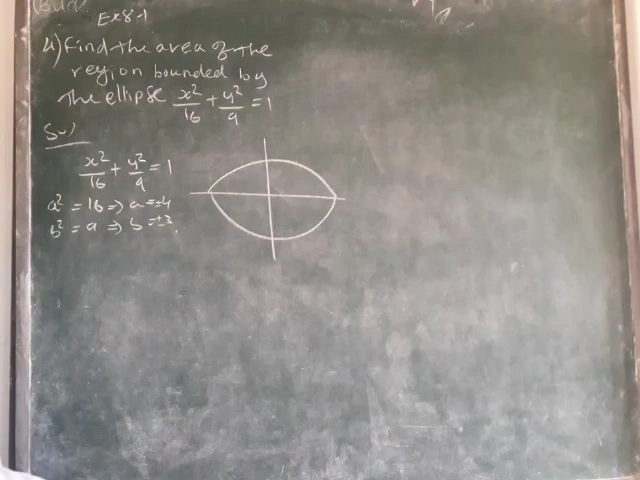 Ex 8.1
4) Find the area of the
region bounded by
the ellipse x²/16 + y²/9 = 1
Sol)
x²/16 + y²/9 = 1
a² = 16 ⇒ a = ±4
b² = 9 ⇒ b = ±3.